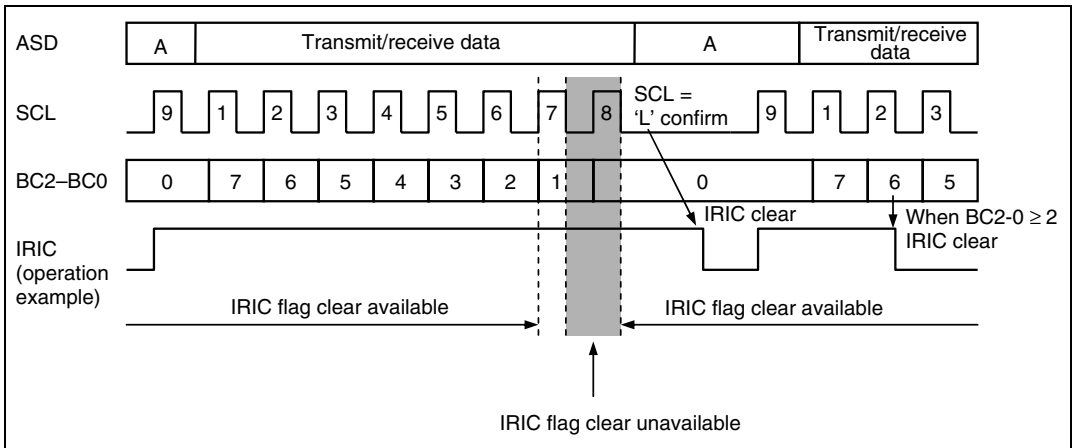 ASD A Transmit/receive data A Transmit/receive data
SCL 9 1 2 3 4 5 6 7 8 SCL = 'L' confirm 9 1 2 3
BC2–BC0 0 7 6 5 4 3 2 1 0 7 6 5
IRIC (operation example)
IRIC clear
When BC2-0 ≥ 2 IRIC clear
IRIC flag clear available
IRIC flag clear available
IRIC flag clear unavailable